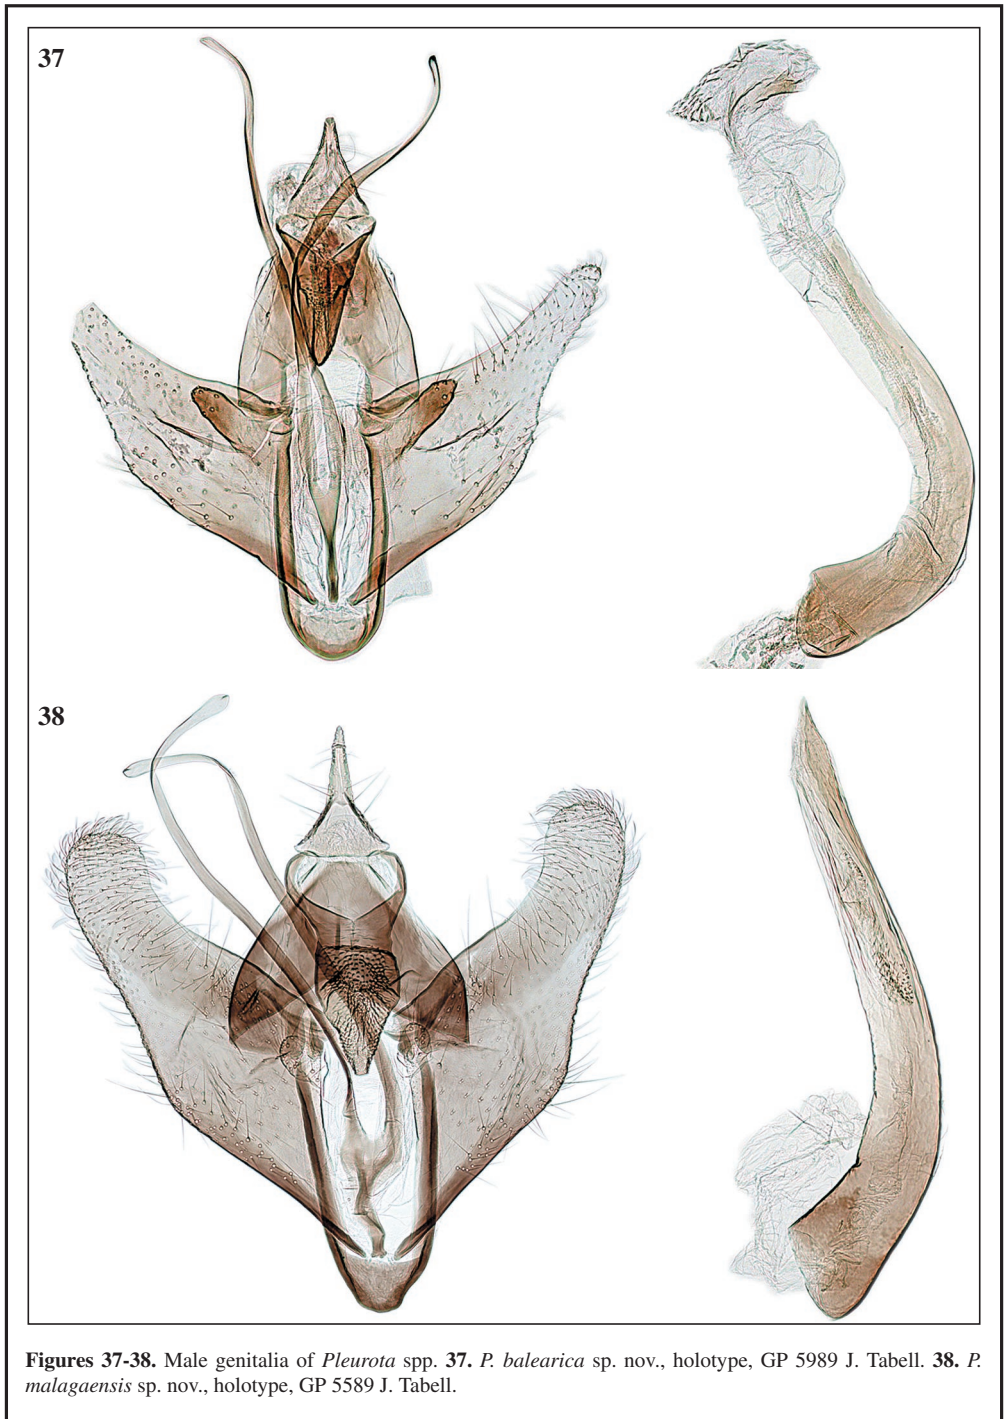 37
38
Figures 37-38. Male genitalia of Pleurota spp. 37. P. balearica sp. nov., holotype, GP 5989 J. Tabell. 38. P.
malagaensis sp. nov., holotype, GP 5589 J. Tabell.